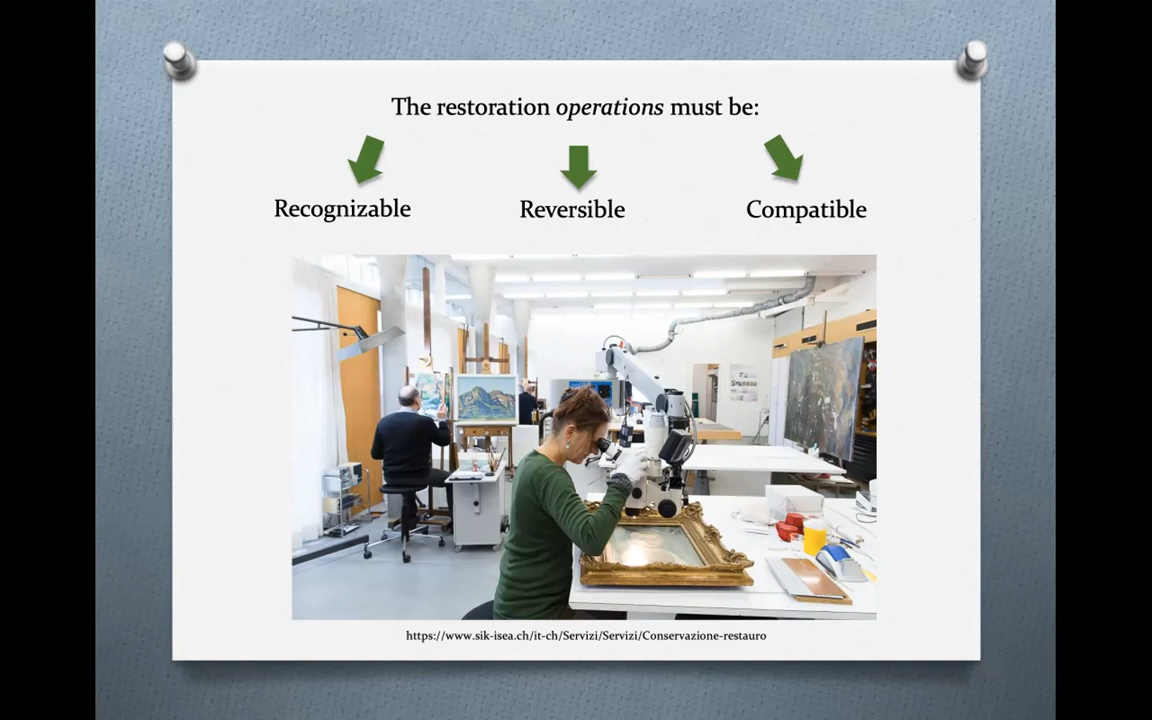 The restoration operations must be:
Recognizable
Reversible
Compatible
https://www.sik-isea.ch/it-ch/Servizi/Servizi/Conservazione-restauro